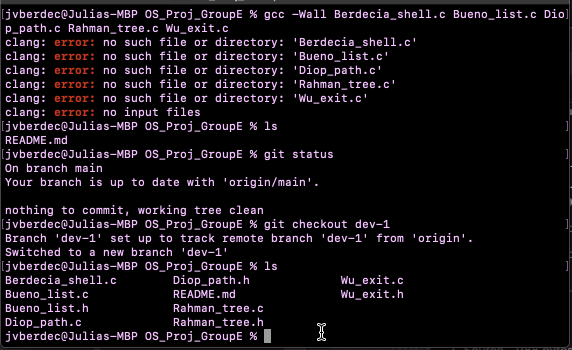 [jvberdec@Julias-MBP OS_Proj_GroupE % gcc -Wall Berdecia_shell.c Bueno_list.c Dio]
p_path.c Rahman_tree.c Wu_exit.c
clang: error: no such file or directory: 'Berdecia_shell.c'
clang: error: no such file or directory: 'Bueno_list.c'
clang: error: no such file or directory: 'Diop_path.c'
clang: error: no such file or directory: 'Rahman_tree.c'
clang: error: no such file or directory: 'Wu_exit.c'
clang: error: no input files
[jvberdec@Julias-MBP OS_Proj_GroupE % ls ]
README.md
[jvberdec@Julias-MBP OS_Proj_GroupE % git status ]
On branch main
Your branch is up to date with 'origin/main'.
nothing to commit, working tree clean
[jvberdec@Julias-MBP OS_Proj_GroupE % git checkout dev-1 ]
Branch 'dev-1' set up to track remote branch 'dev-1' from 'origin'.
Switched to a new branch 'dev-1'
[jvberdec@Julias-MBP OS_Proj_GroupE % ls ]
Berdecia_shell.c Diop_path.h Wu_exit.c
Bueno_list.c README.md Wu_exit.h
Bueno_list.h Rahman_tree.c
Diop_path.c Rahman_tree.h
jvberdec@Julias-MBP OS_Proj_GroupE %